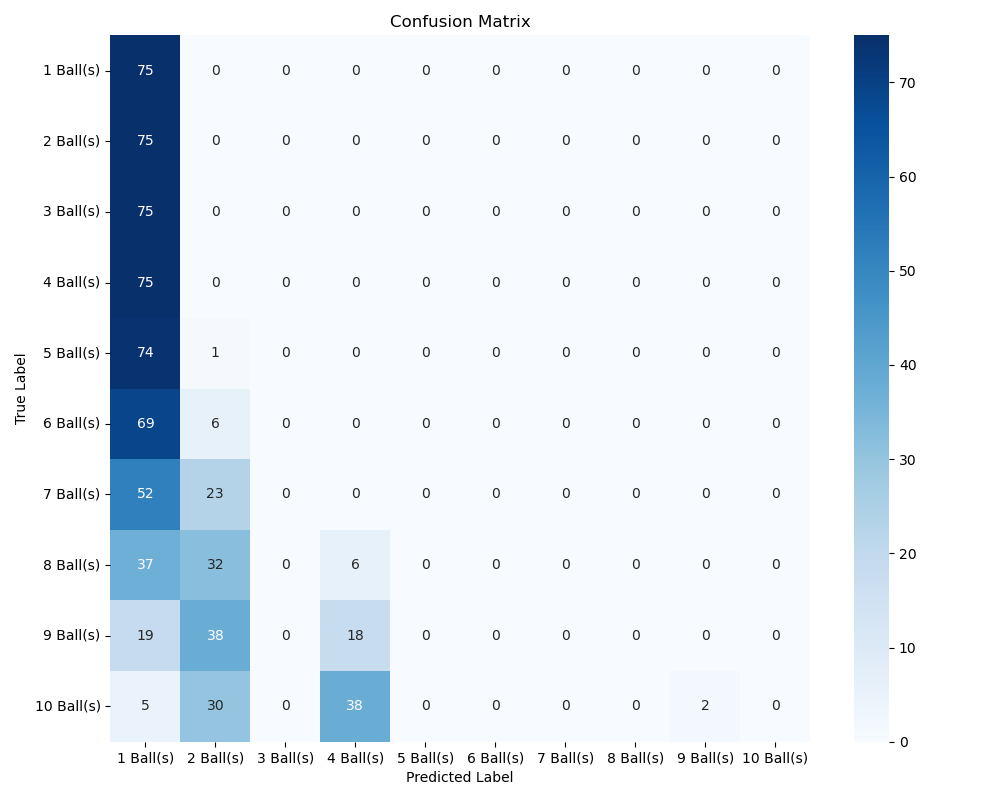 Confusion Matrix
True Label
1 Ball(s) 75 0 0 0 0 0 0 0 0 0
2 Ball(s) 75 0 0 0 0 0 0 0 0 0
3 Ball(s) 75 0 0 0 0 0 0 0 0 0
4 Ball(s) 75 0 0 0 0 0 0 0 0 0
5 Ball(s) 74 1 0 0 0 0 0 0 0 0
6 Ball(s) 69 6 0 0 0 0 0 0 0 0
7 Ball(s) 52 23 0 0 0 0 0 0 0 0
8 Ball(s) 37 32 0 6 0 0 0 0 0 0
9 Ball(s) 19 38 0 18 0 0 0 0 0 0
10 Ball(s) 5 30 0 38 0 0 0 0 2 0
1 Ball(s) 2 Ball(s) 3 Ball(s) 4 Ball(s) 5 Ball(s) 6 Ball(s) 7 Ball(s) 8 Ball(s) 9 Ball(s) 10 Ball(s)
Predicted Label
70
60
50
40
30
20
10
0